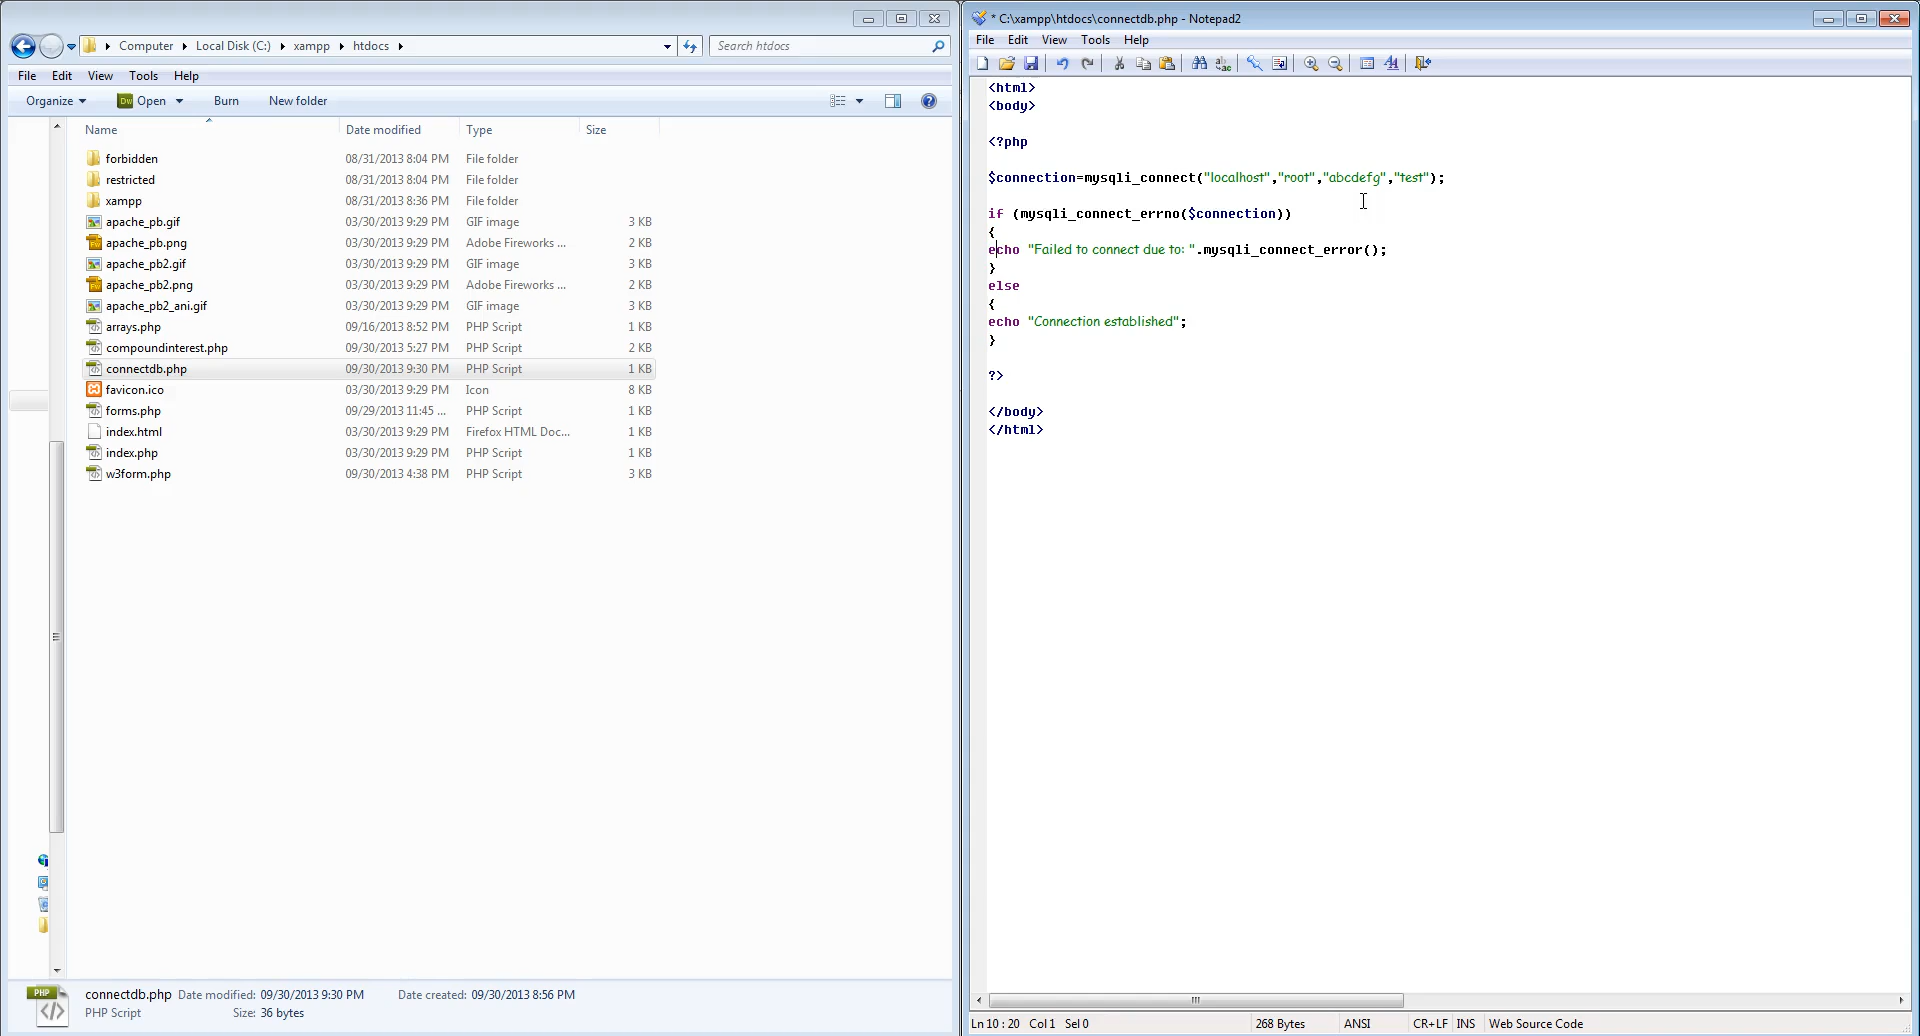 Computer Local Disk (C:) xampp htdocs
Search htdocs
File Edit View Tools Help
Organize Dw Open Burn New folder
Name Date modified Type Size
forbidden 08/31/2013 8:04 PM File folder
restricted 08/31/2013 8:04 PM File folder
xampp 08/31/2013 8:36 PM File folder
apache_pb.gif 03/30/2013 9:29 PM GIF image 3 KB
apache_pb.png 03/30/2013 9:29 PM Adobe Fireworks ... 2 KB
apache_pb2.gif 03/30/2013 9:29 PM GIF image 3 KB
apache_pb2.png 03/30/2013 9:29 PM Adobe Fireworks ... 2 KB
apache_pb2_ani.gif 03/30/2013 9:29 PM GIF image 3 KB
arrays.php 09/16/2013 8:52 PM PHP Script 1 KB
compoundinterest.php 09/30/2013 5:27 PM PHP Script 2 KB
connectdb.php 09/30/2013 9:30 PM PHP Script 1 KB
favicon.ico 03/30/2013 9:29 PM Icon 8 KB
forms.php 09/29/2013 11:45 ... PHP Script 1 KB
index.html 03/30/2013 9:29 PM Firefox HTML Doc... 1 KB
index.php 03/30/2013 9:29 PM PHP Script 1 KB
w3form.php 09/30/2013 4:38 PM PHP Script 3 KB
PHP
connectdb.php Date modified: 09/30/2013 9:30 PM Date created: 09/30/2013 8:56 PM
PHP Script Size: 36 bytes
* C:\xampp\htdocs\connectdb.php - Notepad2
File Edit View Tools Help
<html>
<body>
<?php
$connection=mysqli_connect("localhost","root","abcdefg","test");
if (mysqli_connect_errno($connection))
{
echo "Failed to connect due to: ".mysqli_connect_error();
}
else
{
echo "Connection established";
}
?>
</body>
</html>
Ln 10 : 20 Col 1 Sel 0 268 Bytes ANSI CR+LF INS Web Source Code